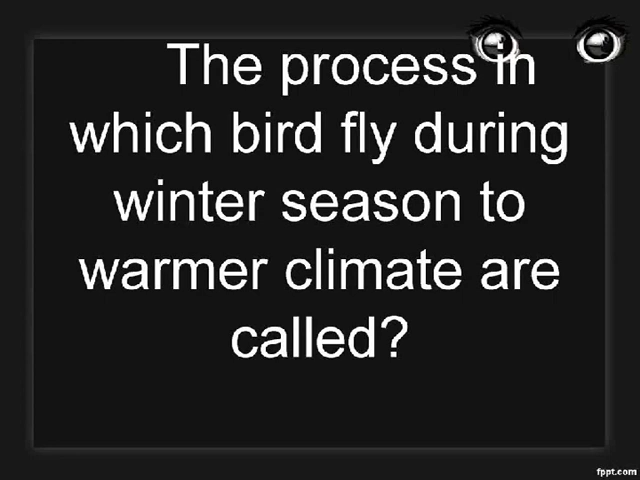 The process in
which bird fly during
winter season to
warmer climate are
called?
fppt.com